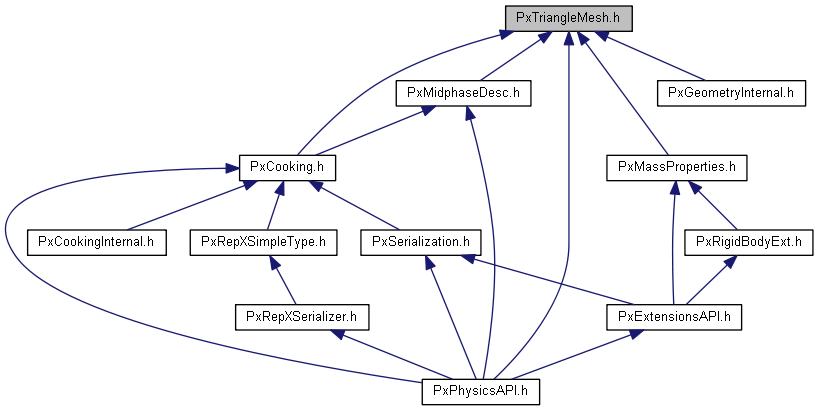 PxTriangleMesh.h
PxMidphaseDesc.h
PxGeometryInternal.h
PxCooking.h
PxMassProperties.h
PxCookingInternal.h
PxRepXSimpleType.h
PxSerialization.h
PxRigidBodyExt.h
PxRepXSerializer.h
PxExtensionsAPI.h
PxPhysicsAPI.h